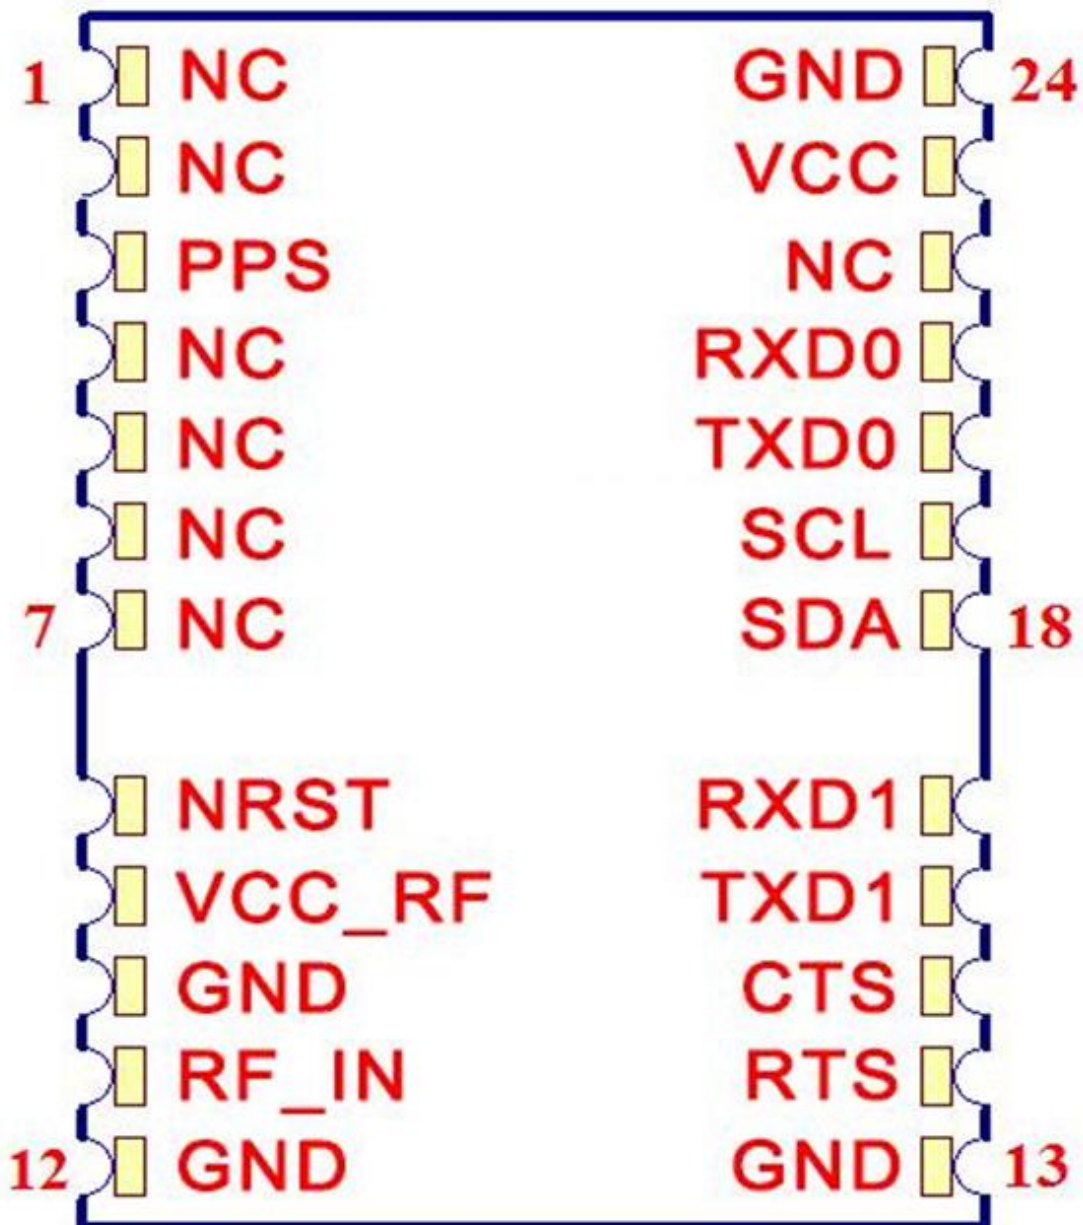 1 NC GND 24
NC VCC
PPS NC
NC RXD0
NC TXD0
NC SCL
7 NC SDA 18
NRST RXD1
VCC_RF TXD1
GND CTS
RF_IN RTS
12 GND GND 13